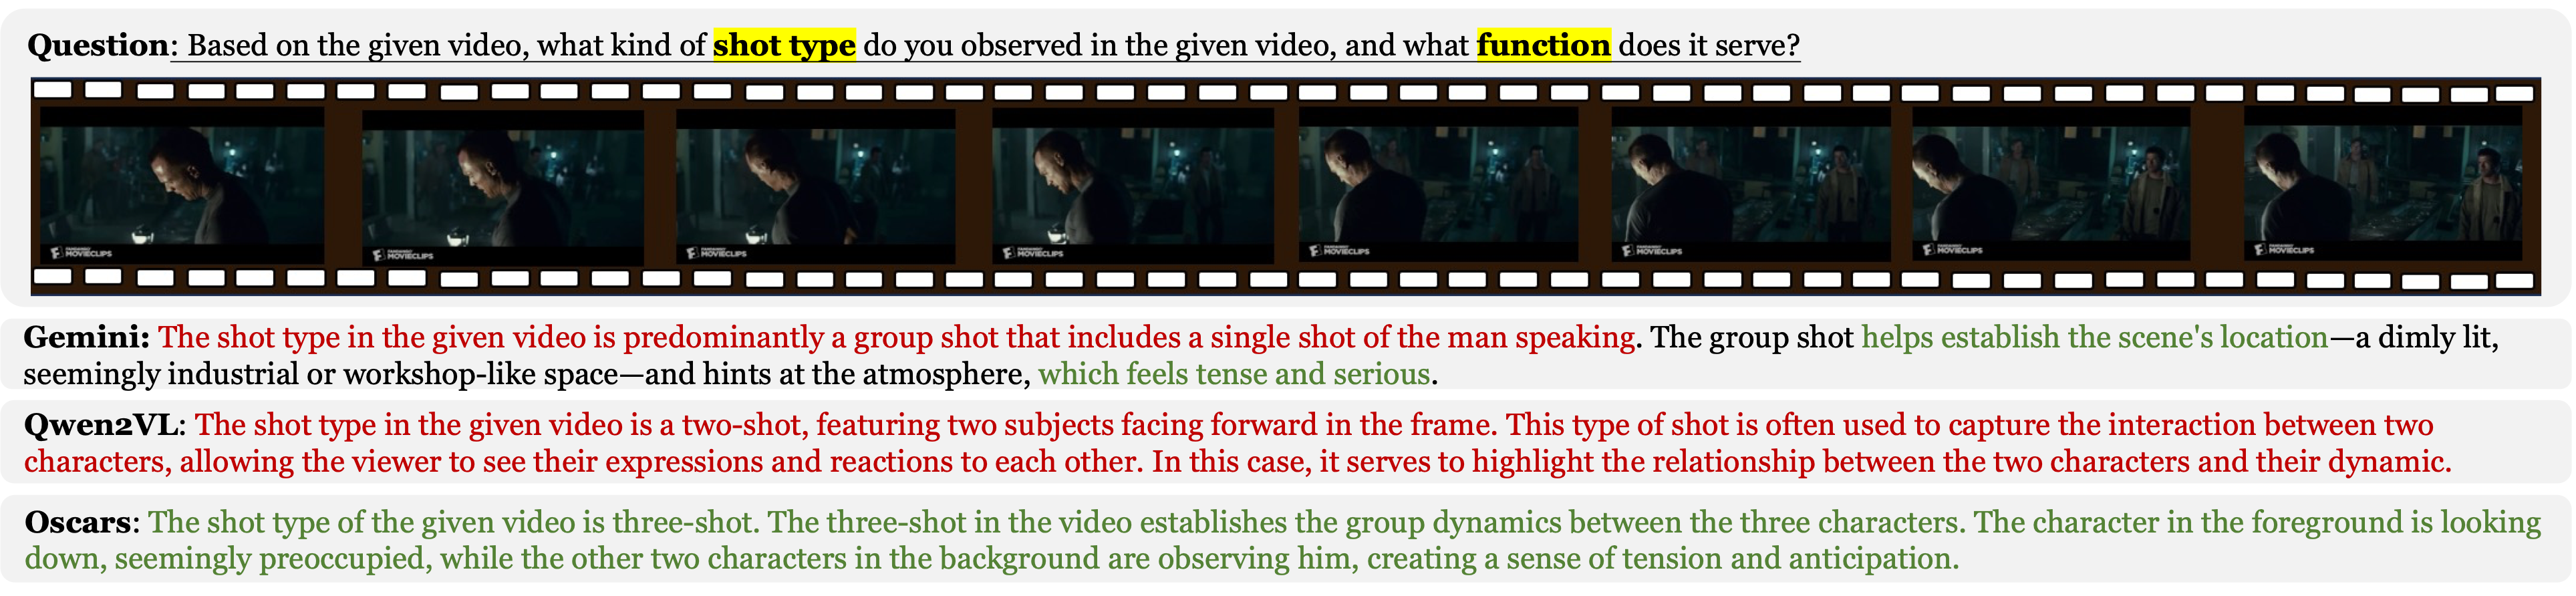 Question: Based on the given video, what kind of shot type do you observed in the given video, and what function does it serve?
MOVIECLIPS MOVIECLIPS MOVIECLIPS MOVIECLIPS MOVIECLIPS MOVIECLIPS MOVIECLIPS MOVIECLIPS
Gemini: The shot type in the given video is predominantly a group shot that includes a single shot of the man speaking. The group shot helps establish the scene's location—a dimly lit,
seemingly industrial or workshop-like space—and hints at the atmosphere, which feels tense and serious.
Qwen2VL: The shot type in the given video is a two-shot, featuring two subjects facing forward in the frame. This type of shot is often used to capture the interaction between two
characters, allowing the viewer to see their expressions and reactions to each other. In this case, it serves to highlight the relationship between the two characters and their dynamic.
Oscars: The shot type of the given video is three-shot. The three-shot in the video establishes the group dynamics between the three characters. The character in the foreground is looking
down, seemingly preoccupied, while the other two characters in the background are observing him, creating a sense of tension and anticipation.